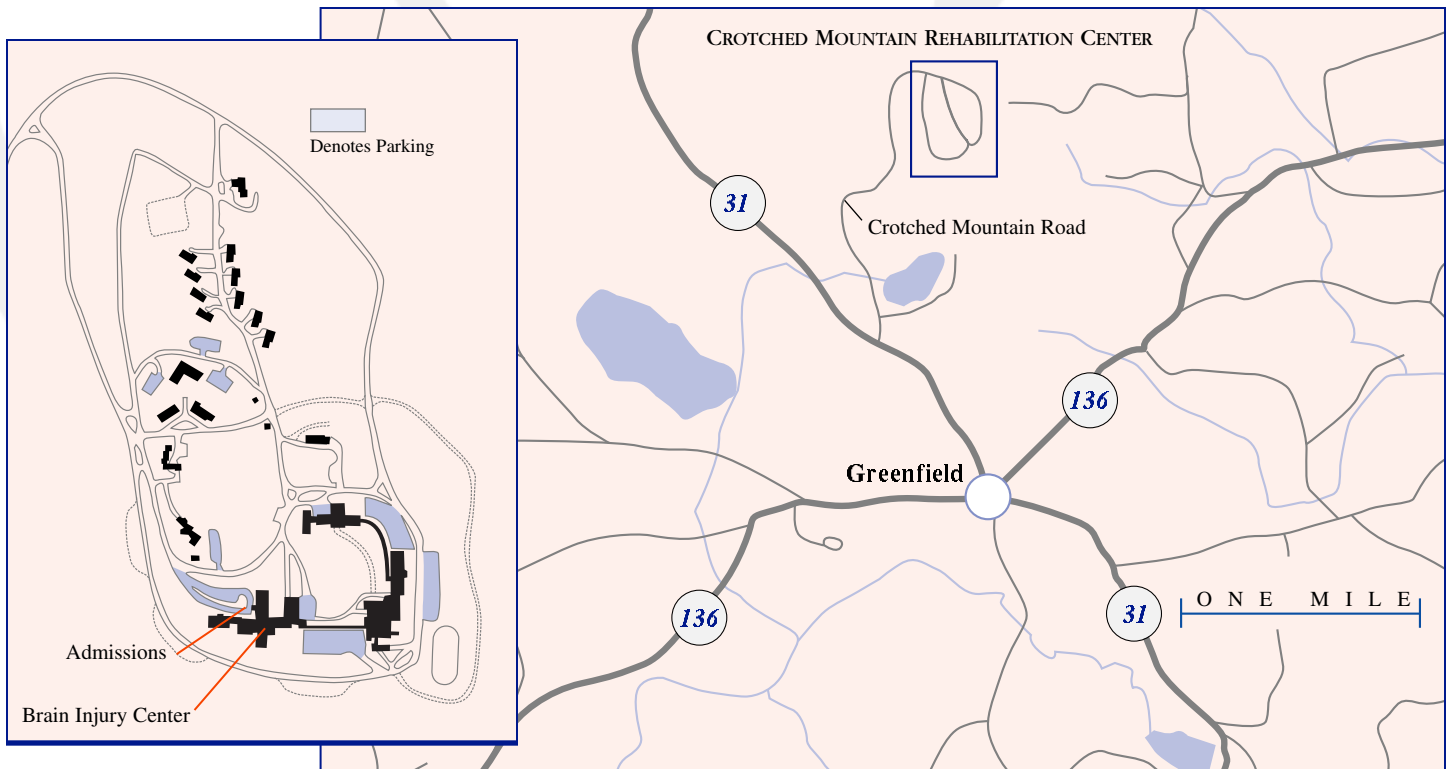 CROTCHED MOUNTAIN REHABILITATION CENTER
Denotes Parking
31
Crotched Mountain Road
136
Greenfield
ONE MILE
136
31
Admissions
Brain Injury Center